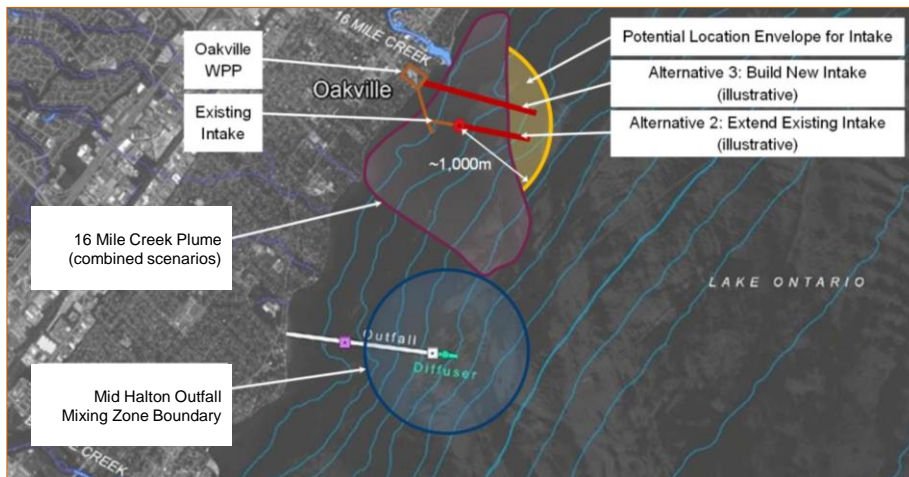 16 MILE CREEK
Oakville
WPP
Oakville
Existing
Intake
Potential Location Envelope for Intake
Alternative 3: Build New Intake
(illustrative)
Alternative 2: Extend Existing Intake
(illustrative)
~1,000m
16 Mile Creek Plume
(combined scenarios)
LAKE ONTARIO
Outfall
Diffuser
Mid Halton Outfall
Mixing Zone Boundary
CREEK